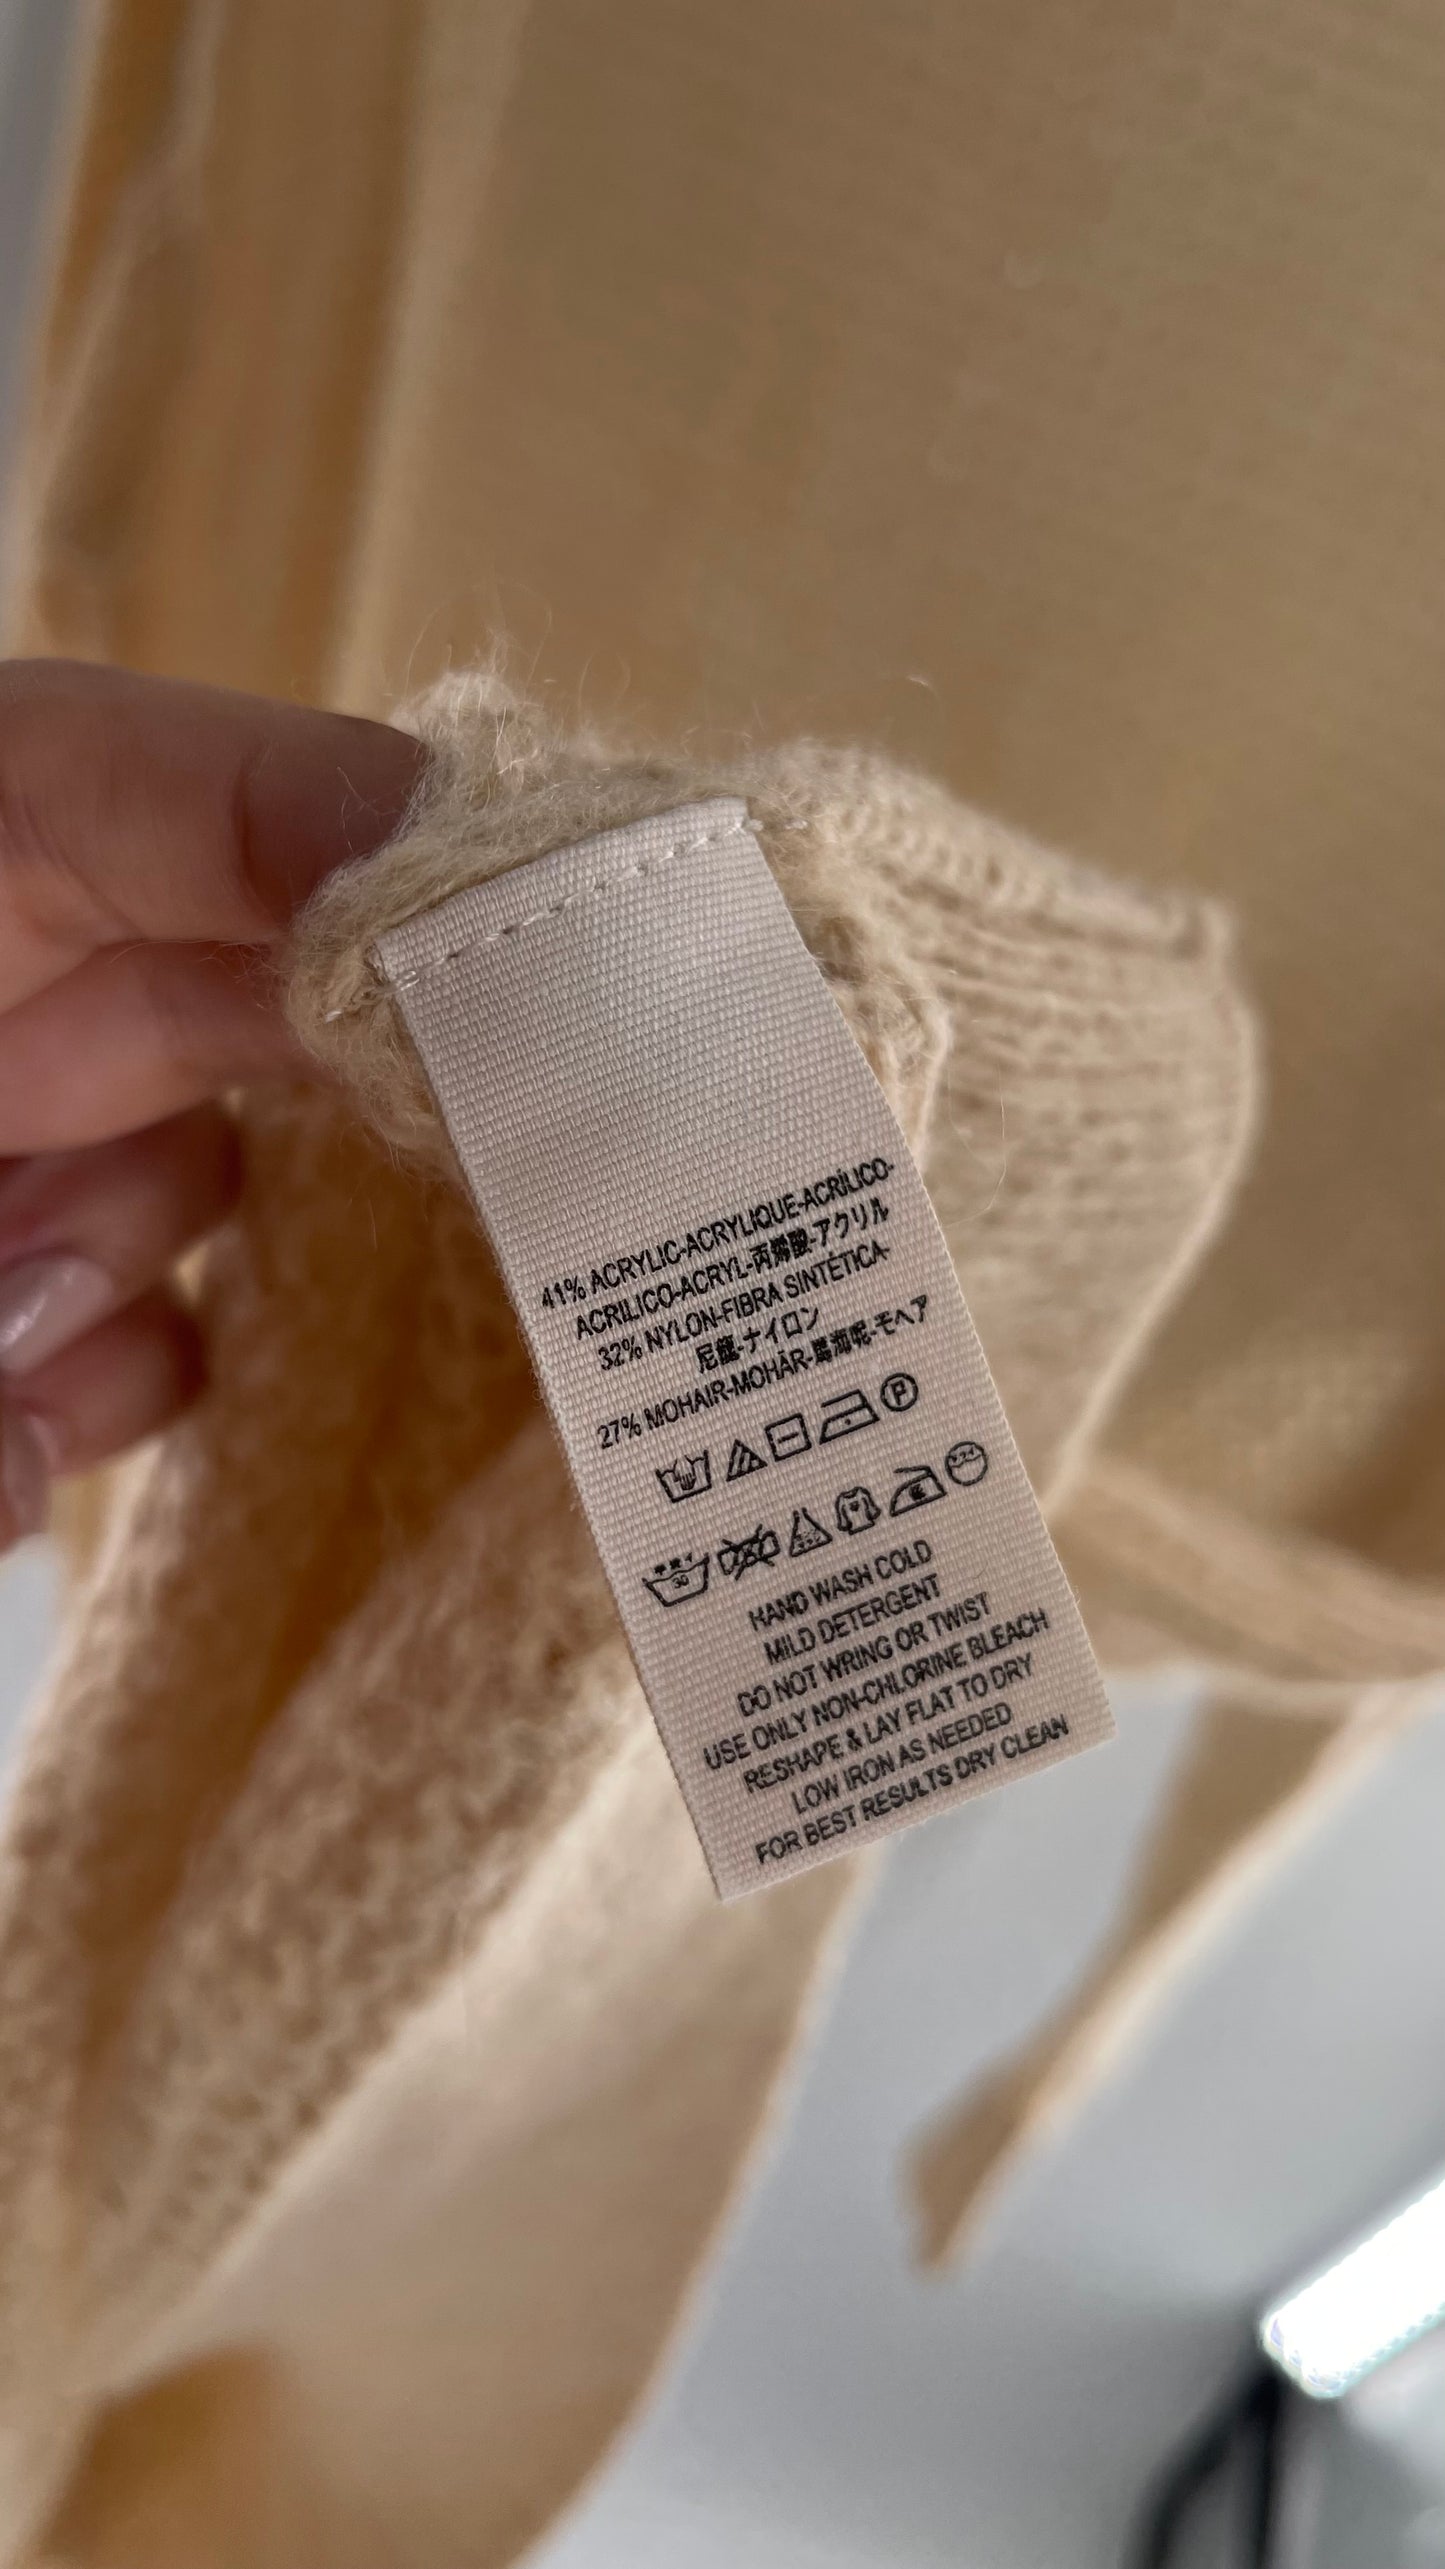 41% ACRYLIC-ACRYLIQUE-ACRÍLICO-
ACRILICO-ACRYL-丙烯酸-アクリル
32% NYLON-FIBRA SINTÉTICA-
尼龍-ナイロン
27% MOHAIR-MOHÄR-馬海毛-モヘア
P
30
HAND WASH COLD
MILD DETERGENT
DO NOT WRING OR TWIST
USE ONLY NON-CHLORINE BLEACH
RESHAPE & LAY FLAT TO DRY
LOW IRON AS NEEDED
FOR BEST RESULTS DRY CLEAN